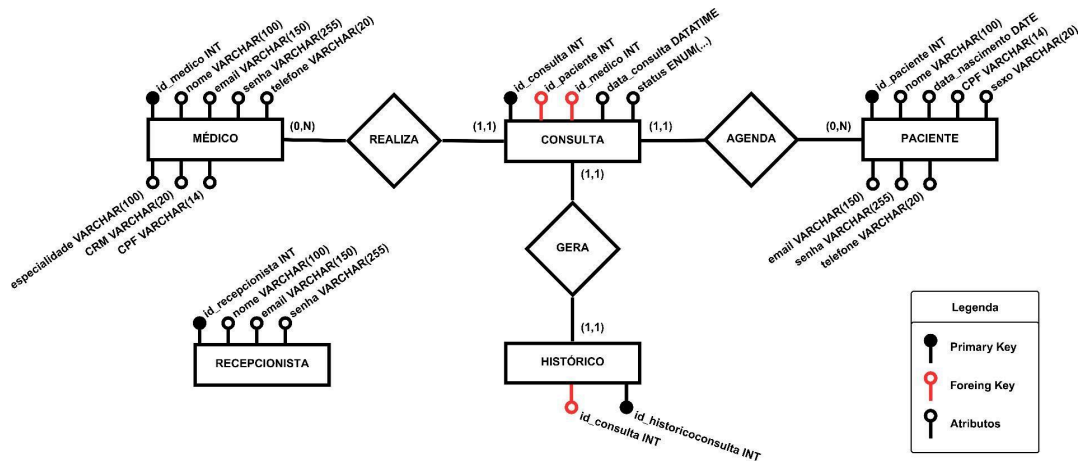 id_medico INT
nome VARCHAR(100)
email VARCHAR(150)
senha VARCHAR(255)
telefone VARCHAR(20)
MÉDICO
especialidade VARCHAR(100)
CRM VARCHAR(20)
CPF VARCHAR(14)
(0,N)
REALIZA
(1,1)
id_consulta INT
id_paciente INT
id_medico INT
data_consulta DATATIME
status ENUM(...)
CONSULTA
(1,1)
AGENDA
(0,N)
id_paciente INT
nome VARCHAR(100)
data_nascimento DATE
CPF VARCHAR(14)
sexo VARCHAR(20)
PACIENTE
email VARCHAR(150)
senha VARCHAR(255)
telefone VARCHAR(20)
(1,1)
GERA
(1,1)
HISTÓRICO
id_consulta INT
id_historicoconsulta INT
id_recepcionista INT
nome VARCHAR(100)
email VARCHAR(150)
senha VARCHAR(255)
RECEPCIONISTA
Legenda
Primary Key
Foreing Key
Atributos